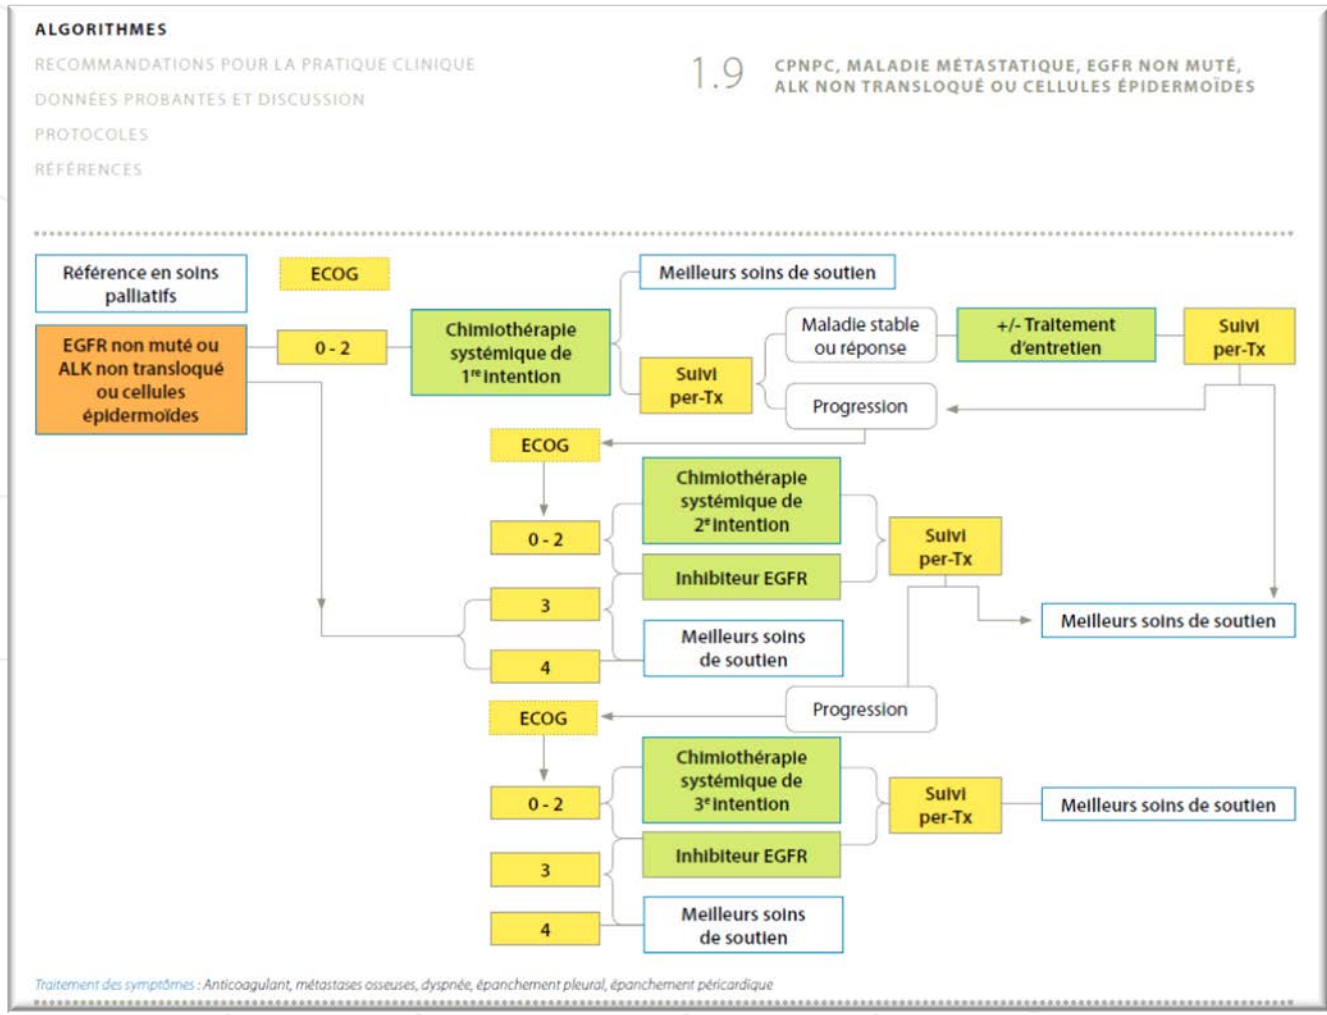 ALGORITHMES
RECOMMANDATIONS POUR LA PRATIQUE CLINIQUE
DONNÉES PROBANTES ET DISCUSSION
PROTOCOLES
RÉFÉRENCES
1.9
CPNPC, MALADIE MÉTASTATIQUE, EGFR NON MUTÉ,
ALK NON TRANSLOQUÉ OU CELLULES ÉPIDERMOÏDES
Référence en soins
palliatifs
ECOG
Meilleurs soins de soutien
EGFR non muté ou
ALK non transloqué
ou cellules
épidermoïdes
0 - 2
Chimiothérapie
systémique de
1re intention
Suivi
per-Tx
Maladie stable
ou réponse
+/- Traitement
d'entretien
Suivi
per-Tx
Progression
ECOG
0 - 2
Chimiothérapie
systémique de
2e intention
Inhibiteur EGFR
Suivi
per-Tx
3
4
Meilleurs soins
de soutien
Meilleurs soins de soutien
Progression
ECOG
0 - 2
Chimiothérapie
systémique de
3e intention
Inhibiteur EGFR
Suivi
per-Tx
Meilleurs soins de soutien
3
4
Meilleurs soins
de soutien
Traitement des symptômes : Anticoagulant, métastases osseuses, dyspnée, épanchement pleural, épanchement péricardique